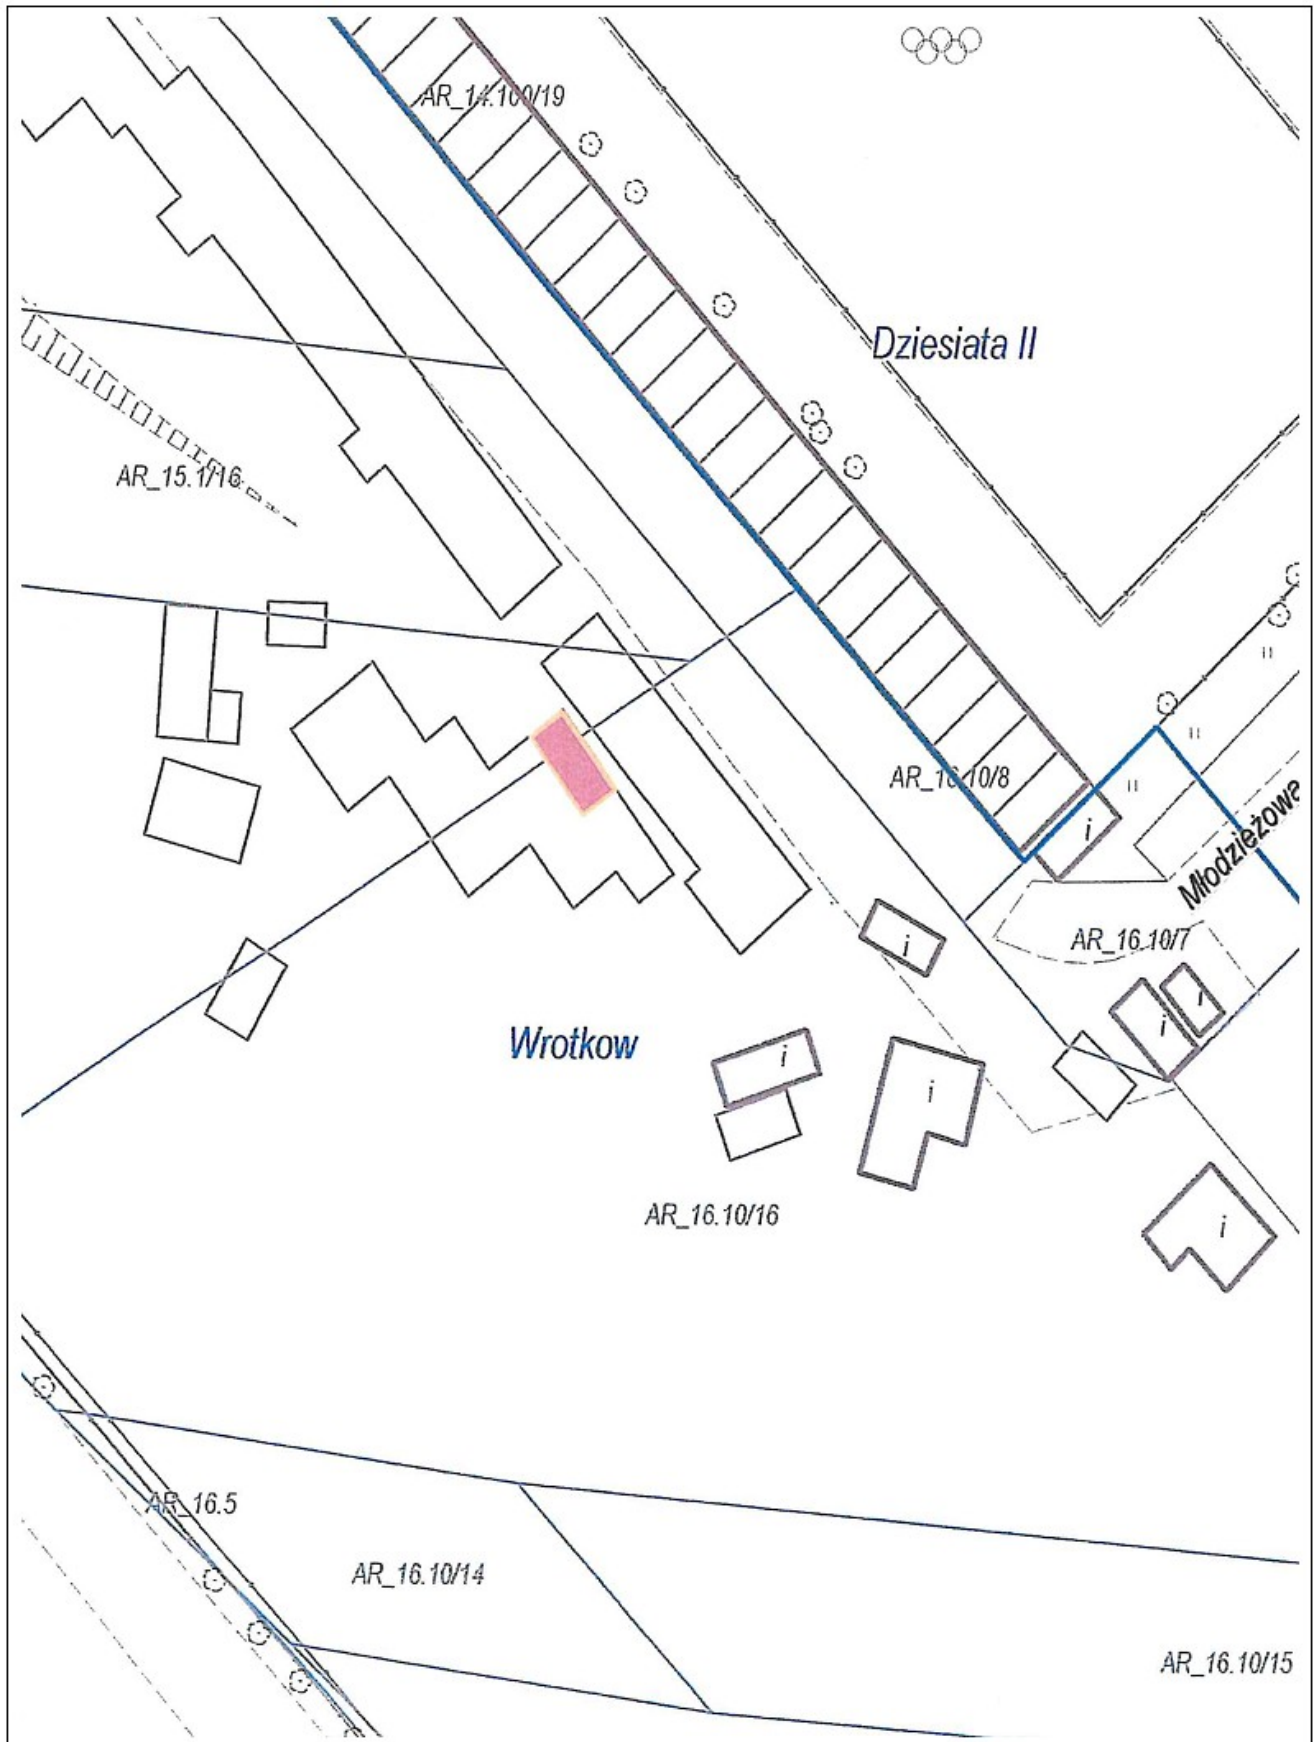 AR_14.100/19
Dziesiata II
AR_15.1/16
AR_16.10/8
i
Młodzieżowa
AR_16.10/7
i
i
i
Wrotkow
i
i
AR_16.10/16
i
AR_16.5
AR_16.10/14
AR_16.10/15